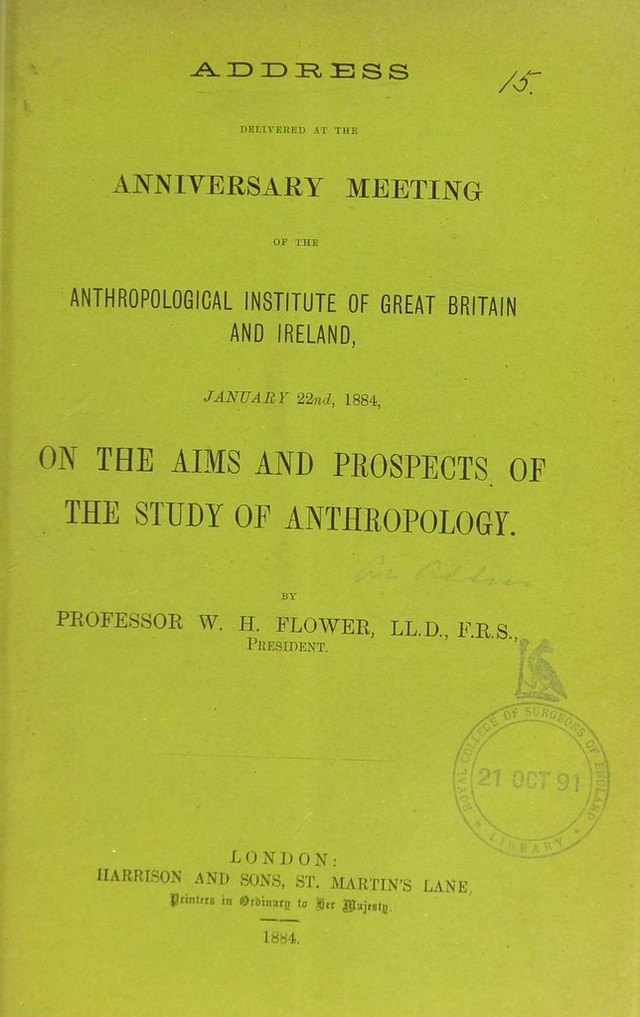 ADDRESS
15.
DELIVERED AT THE
ANNIVERSARY MEETING
OF THE
ANTHROPOLOGICAL INSTITUTE OF GREAT BRITAIN
AND IRELAND,
JANUARY 22nd, 1884,
ON THE AIMS AND PROSPECTS OF
THE STUDY OF ANTHROPOLOGY.
BY
PROFESSOR W. H. FLOWER, LL.D., F.R.S.,
PRESIDENT.
ROYAL COLLEGE OF SURGEONS OF ENGLAND
21 OCT 91
LIBRARY
LONDON:
HARRISON AND SONS, ST. MARTIN'S LANE,
Printers in Ordinary to Her Majesty.
1884.